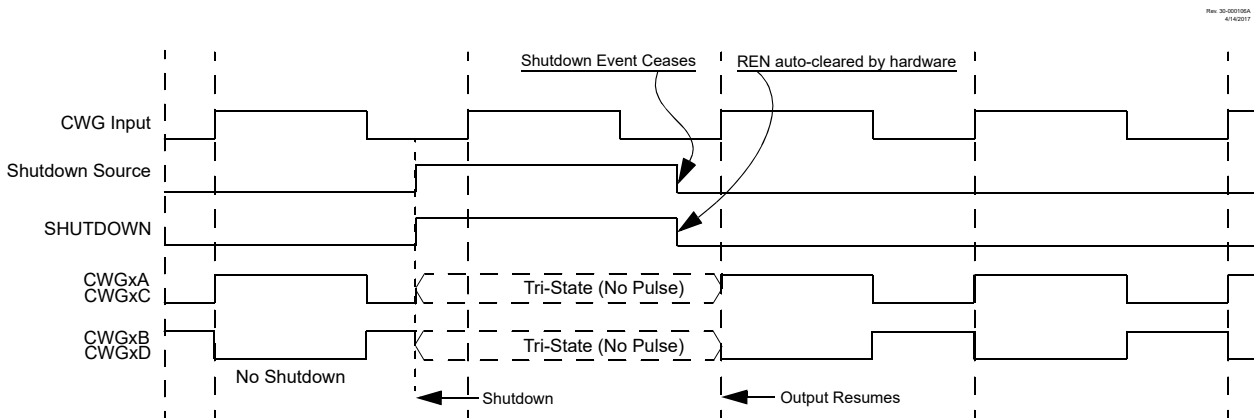 Rev. 30-000106A
4/14/2017
Shutdown Event Ceases
REN auto-cleared by hardware
CWG Input
Shutdown Source
SHUTDOWN
CWGxA
CWGxC
Tri-State (No Pulse)
CWGxB
CWGxD
Tri-State (No Pulse)
No Shutdown
Shutdown
Output Resumes